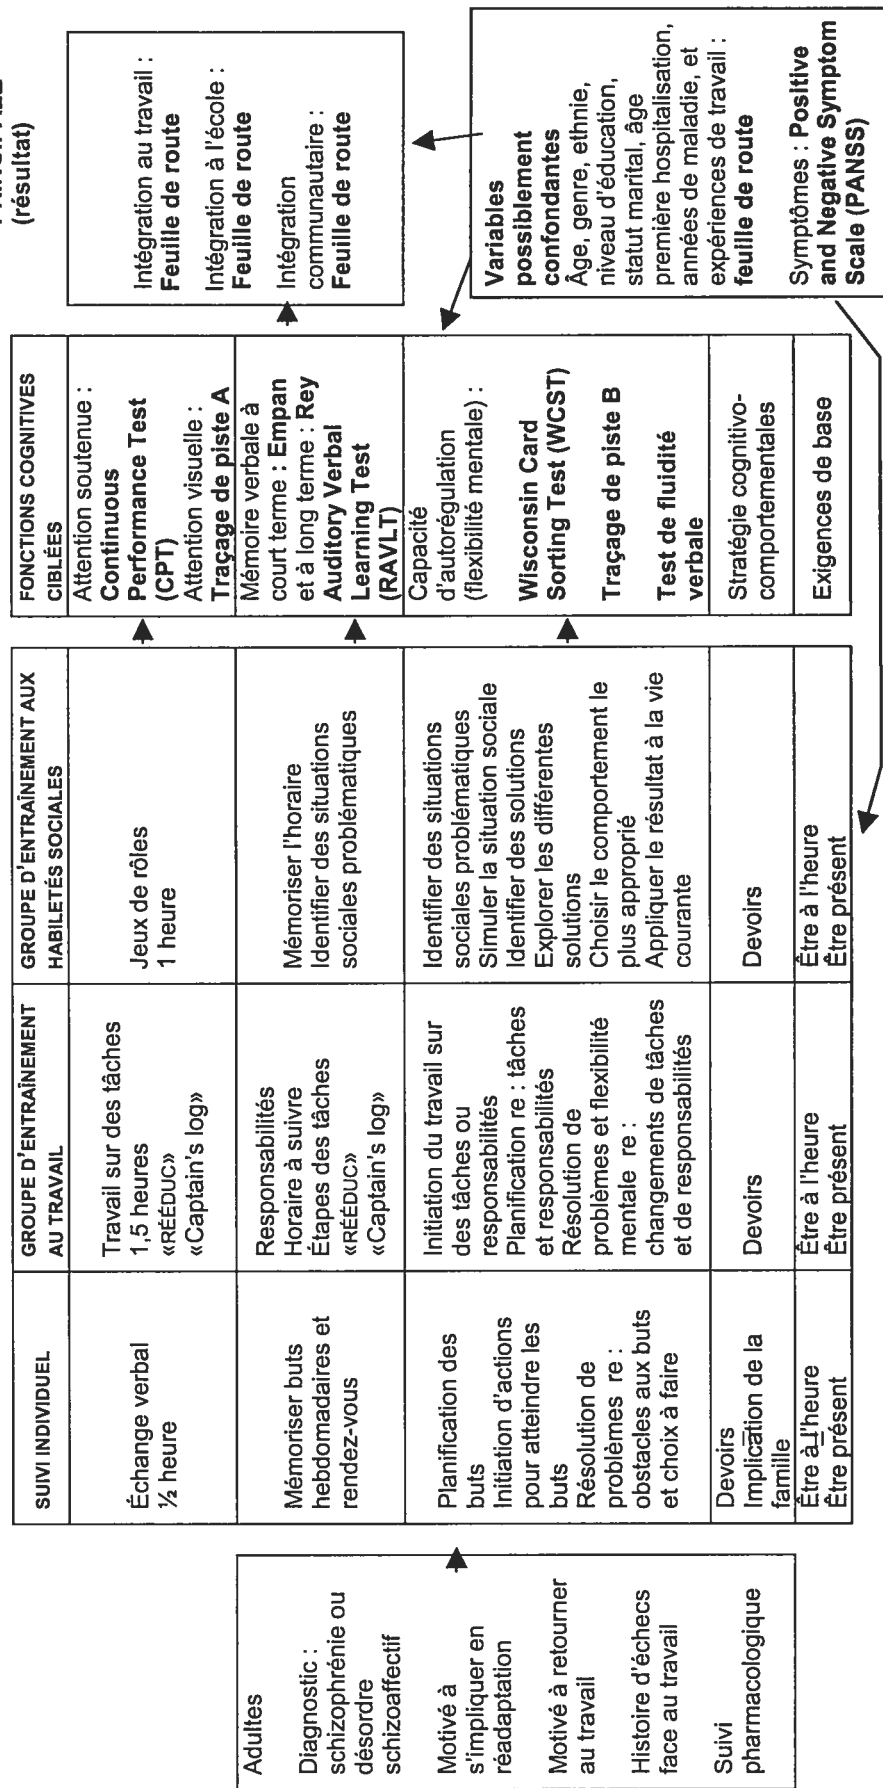 (résultat)
Adultes
Diagnostic :
schizophrénie ou
désordre
schizoaffectif
Motivé à
s'impliquer en
réadaptation
Motivé à retourner
au travail
Histoire d'échecs
face au travail
Suivi
pharmacologique
SUIVI INDIVIDUEL
Échange verbal
½ heure
Mémoriser buts
hebdomadaires et
rendez-vous
Planification des
buts
Initiation d'actions
pour atteindre les
buts
Résolution de
problèmes re :
obstacles aux buts
et choix à faire
Devoirs
Implication de la
famille
Être à l'heure
Être présent
GROUPE D'ENTRAÎNEMENT
AU TRAVAIL
Travail sur des tâches
1,5 heures
«RÉÉDUC»
«Captain's log»
Responsabilités
Horaire à suivre
Étapes des tâches
«RÉÉDUC»
«Captain's log»
Initiation du travail sur
des tâches ou
responsabilités
Planification re : tâches
et responsabilités
Résolution de
problèmes et flexibilité
mentale re :
changements de tâches
et de responsabilités
Devoirs
Être à l'heure
Être présent
GROUPE D'ENTRAÎNEMENT AUX
HABILETÉS SOCIALES
Jeux de rôles
1 heure
Mémoriser l'horaire
Identifier des situations
sociales problématiques
Identifier des situations
sociales problématiques
Simuler la situation sociale
Identifier des solutions
Explorer les différentes
solutions
Choisir le comportement le
plus approprié
Appliquer le résultat à la vie
courante
Devoirs
Être à l'heure
Être présent
FONCTIONS COGNITIVES
CIBLÉES
Attention soutenue :
Continuous
Performance Test
(CPT)
Attention visuelle :
Traçage de piste A
Mémoire verbale à
court terme : Empan
et à long terme : Rey
Auditory Verbal
Learning Test
(RAVLT)
Capacité
d'autorégulation
(flexibilité mentale) :
Wisconsin Card
Sorting Test (WCST)
Traçage de piste B
Test de fluidité
verbale
Stratégie cognitivo-
comportementales
Exigences de base
Intégration au travail :
Feuille de route
Intégration à l'école :
Feuille de route
Intégration
communautaire :
Feuille de route
Variables
possiblement
confondantes
Âge, genre, ethnie,
niveau d'éducation,
statut marital, âge
première hospitalisation,
années de maladie, et
expériences de travail :
feuille de route
Symptômes : Positive
and Negative Symptom
Scale (PANSS)